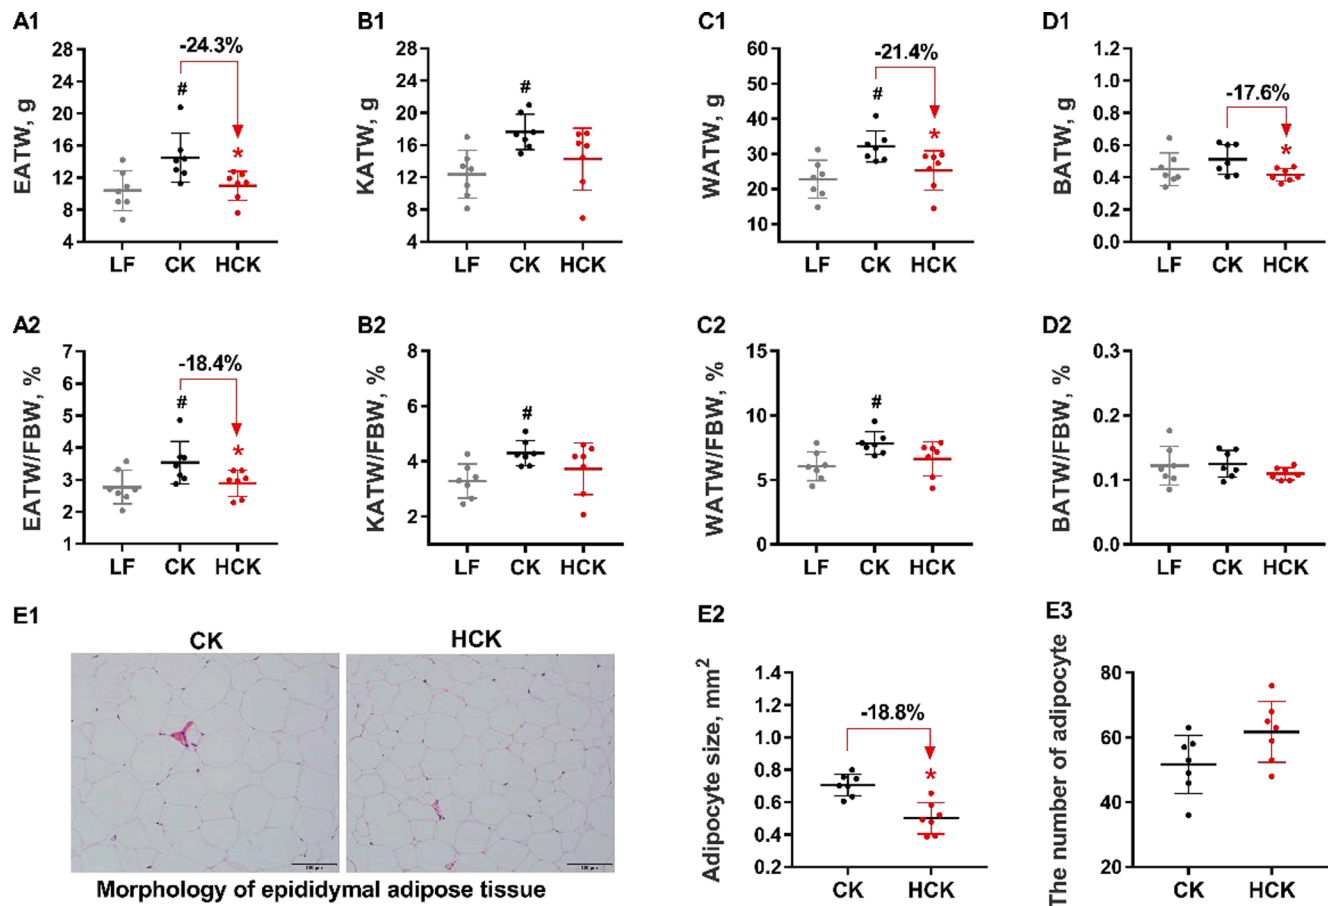 A1
-24.3%
EATW, g
28
24
20
16
12
8
4
#
*
LF CK HCK
B1
KATW, g
28
24
20
16
12
8
4
#
LF CK HCK
C1
-21.4%
WATW, g
60
50
40
30
20
10
#
*
LF CK HCK
D1
-17.6%
BATW, g
1.2
1.0
0.8
0.6
0.4
0.2
0.0
*
LF CK HCK
A2
-18.4%
EATW/FBW, %
7
6
5
4
3
2
1
#
*
LF CK HCK
B2
KATW/FBW, %
8
6
4
2
#
LF CK HCK
C2
WATW/FBW, %
15
10
5
0
#
LF CK HCK
D2
BATW/FBW, %
0.3
0.2
0.1
0.0
LF CK HCK
E1
CK HCK
Morphology of epididymal adipose tissue
E2
-18.8%
Adipocyte size, mm²
1.4
1.2
1.0
0.8
0.6
0.4
0.2
*
CK HCK
E3
The number of adipocyte
80
60
40
20
CK HCK